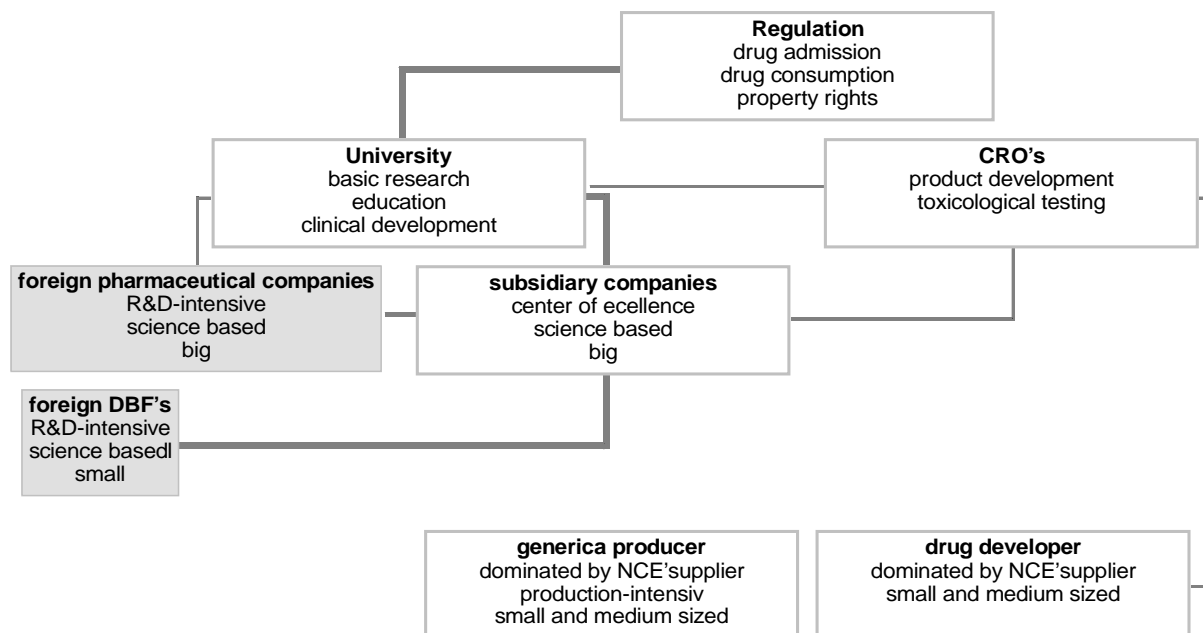 Regulation
drug admission
drug consumption
property rights
University
basic research
education
clinical development
CRO's
product development
toxicological testing
foreign pharmaceutical companies
R&D-intensive
science based
big
subsidiary companies
center of ecellence
science based
big
foreign DBF's
R&D-intensive
science basedl
small
generica producer
dominated by NCE'supplier
production-intensiv
small and medium sized
drug developer
dominated by NCE'supplier
small and medium sized